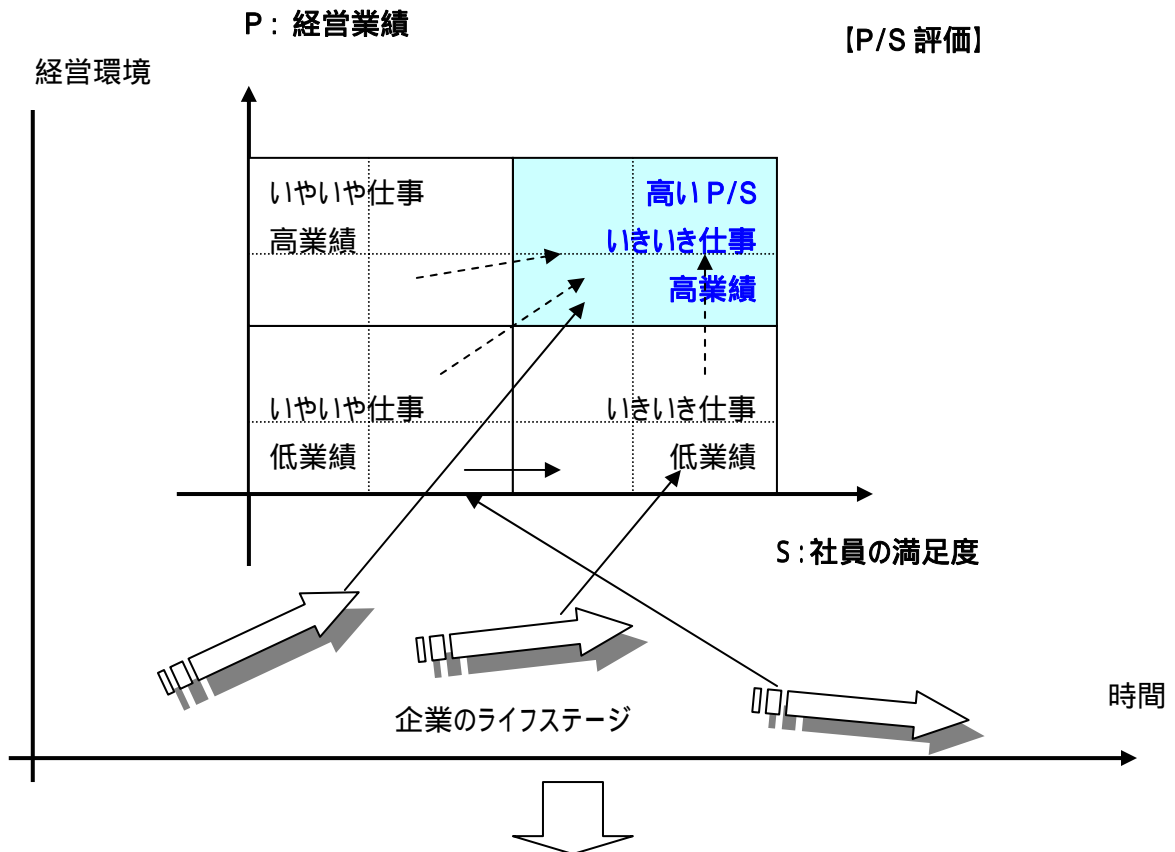 P：経営業績
【P/S 評価】
経営環境
いやいや仕事
高業績
高い P/S
いきいき仕事
高業績
いやいや仕事
低業績
いきいき仕事
低業績
S：社員の満足度
時間
企業のライフステージ